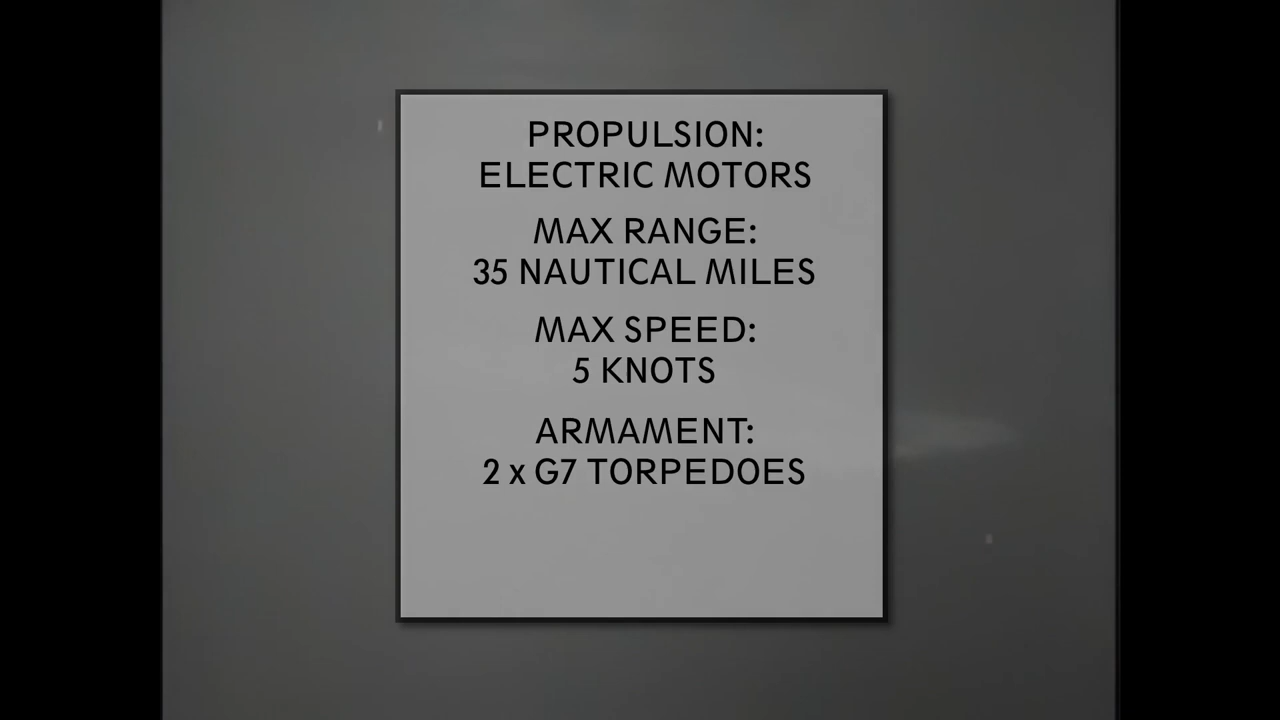 PROPULSION:
ELECTRIC MOTORS
MAX RANGE:
35 NAUTICAL MILES
MAX SPEED:
5 KNOTS
ARMAMENT:
2 x G7 TORPEDOES